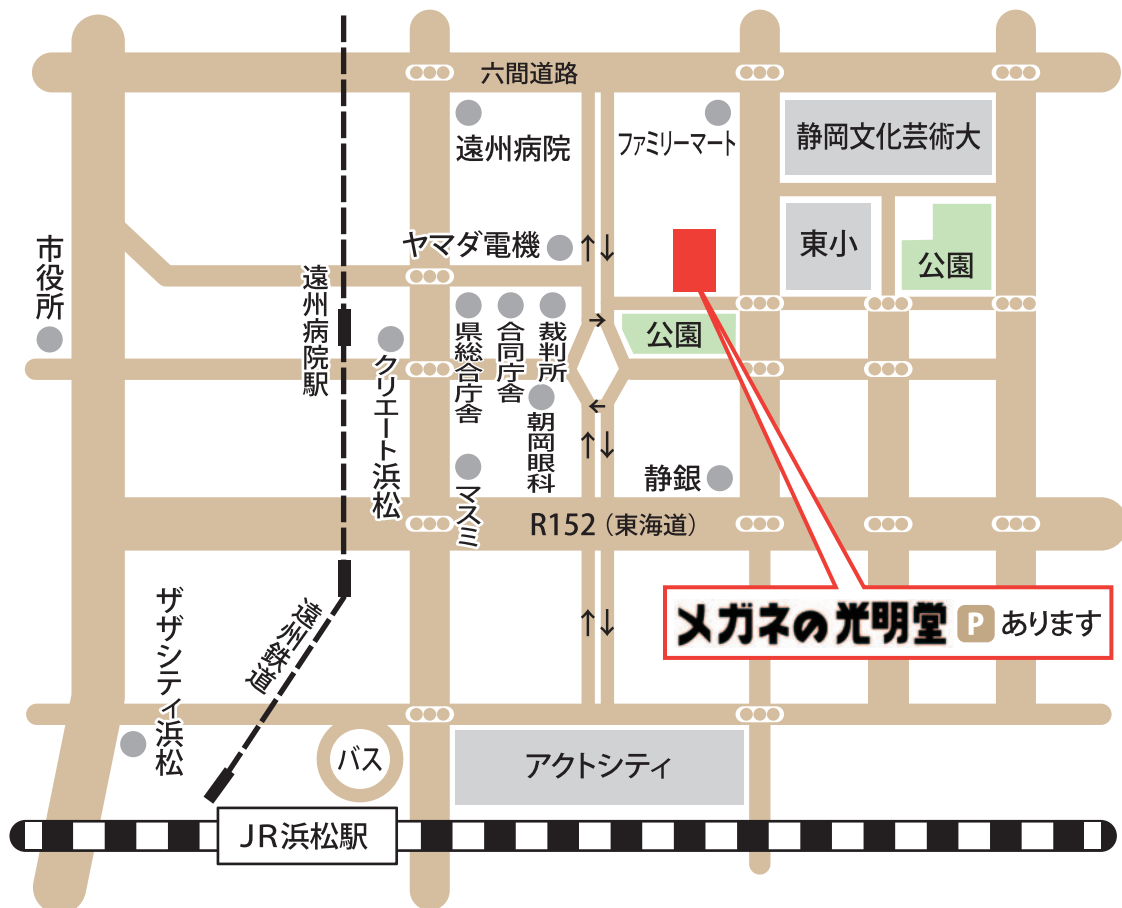 六間道路
遠州病院
ファミリーマート
静岡文化芸術大
市役所
ヤマダ電機
↑↓
東小
公園
遠州病院駅
クリエート浜松
県総合庁舎
合同庁舎
裁判所
→
公園
朝岡眼科
←
↑↓
マスミ
静銀
R152（東海道）
ザザシティ浜松
遠州鉄道
↑↓
メガネの光明堂 P あります
バス
アクトシティ
JR浜松駅